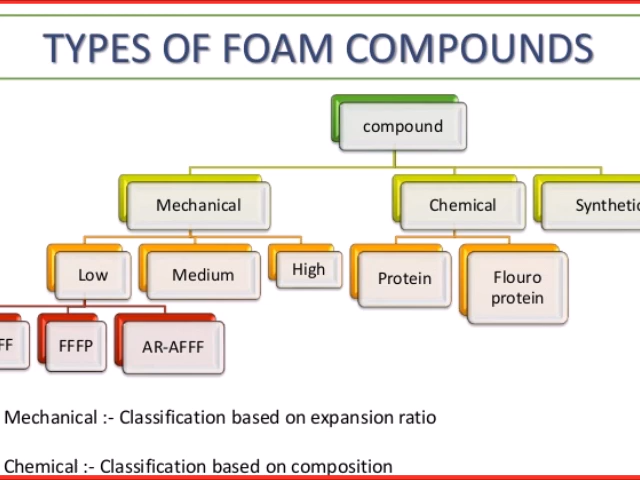 TYPES OF FOAM COMPOUNDS
compound
Mechanical
Chemical
Low
Medium
High
Protein
Flouro
protein
FFFP
AR-AFFF
Mechanical :- Classification based on expansion ratio
Chemical :- Classification based on composition